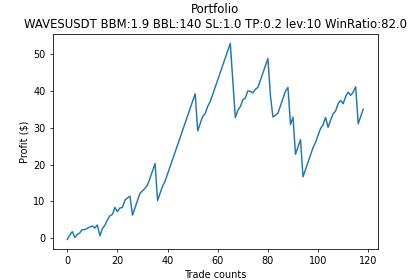 Portfolio
WAVESUSDT BBM:1.9 BBL:140 SL:1.0 TP:0.2 lev:10 WinRatio:82.0
50
40
30
20
10
0
Profit ($)
0 20 40 60 80 100 120
Trade counts